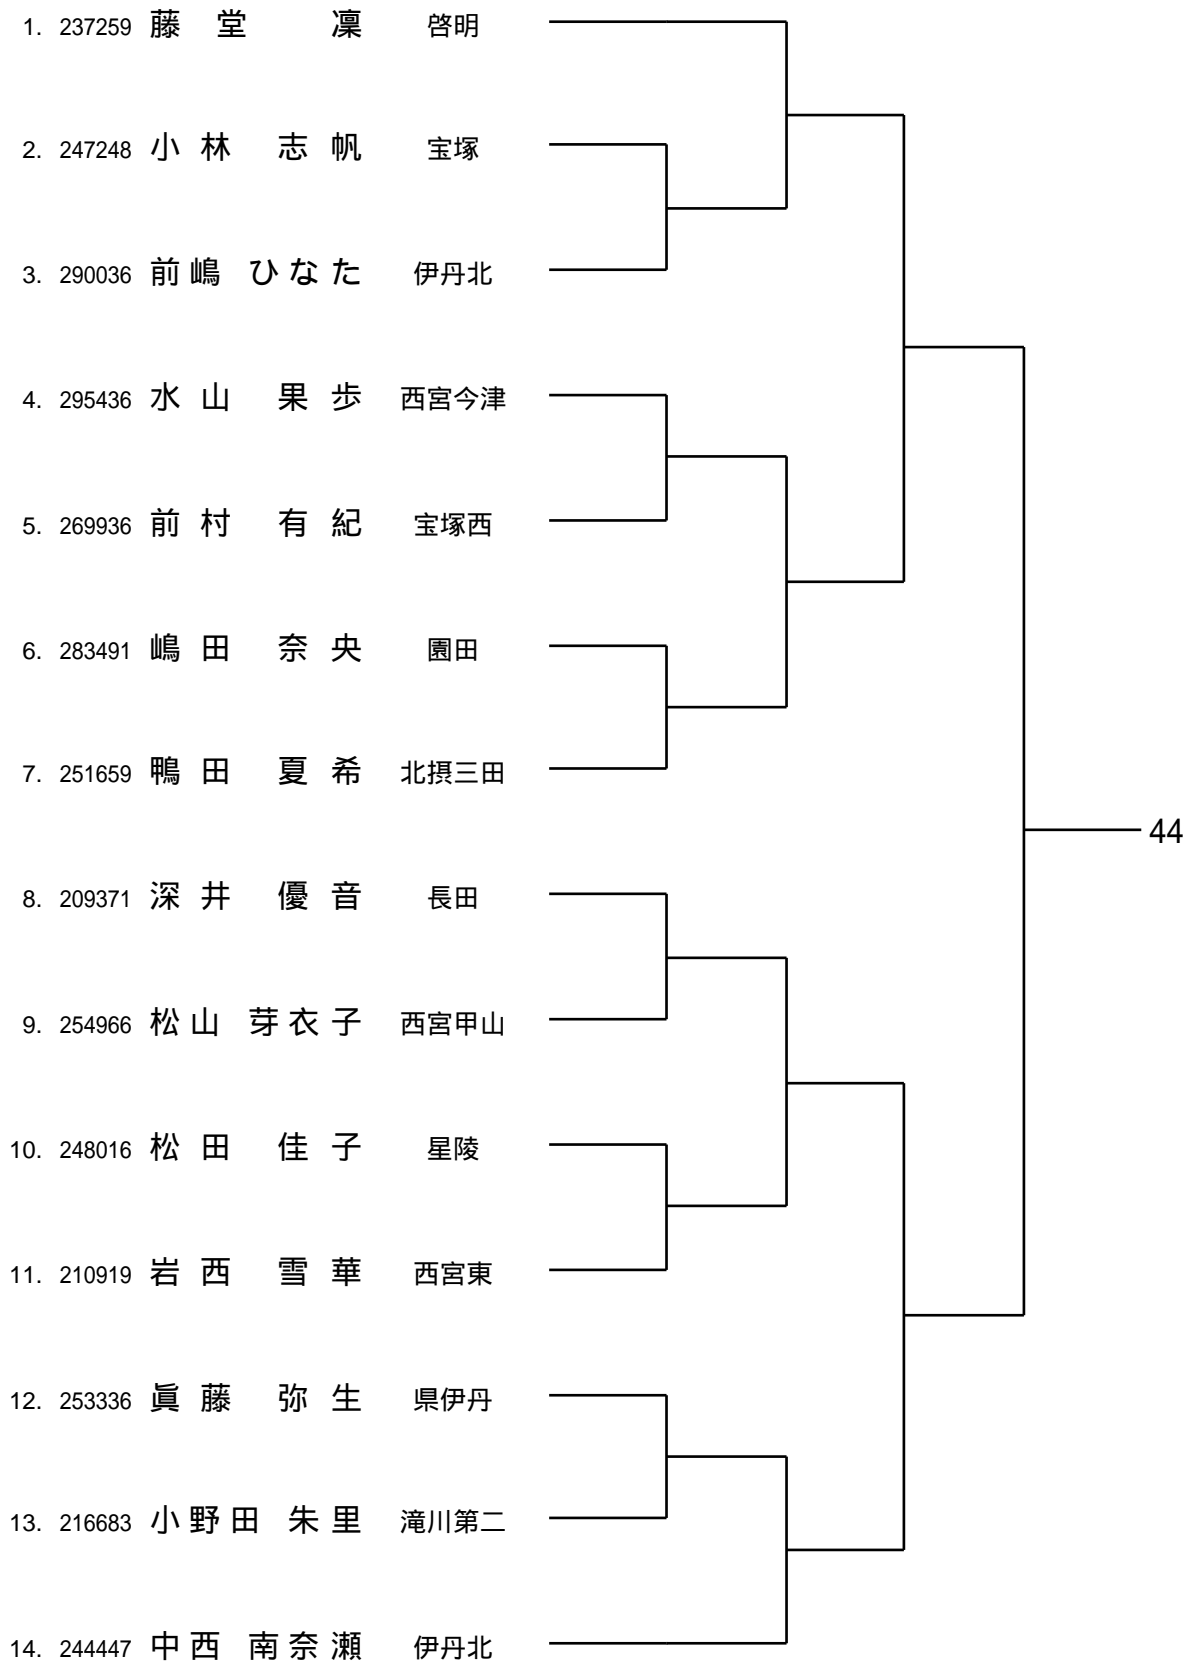 1. 237259 藤堂 凜 啓明
2. 247248 小林 志帆 宝塚
3. 290036 前嶋 ひなた 伊丹北
4. 295436 水山 果歩 西宮今津
5. 269936 前村 有紀 宝塚西
6. 283491 嶋田 奈央 園田
7. 251659 鴨田 夏希 北摂三田
44
8. 209371 深井 優音 長田
9. 254966 松山 芽衣子 西宮甲山
10. 248016 松田 佳子 星陵
11. 210919 岩西 雪華 西宮東
12. 253336 眞藤 弥生 県伊丹
13. 216683 小野田 朱里 滝川第二
14. 244447 中西 南奈瀬 伊丹北